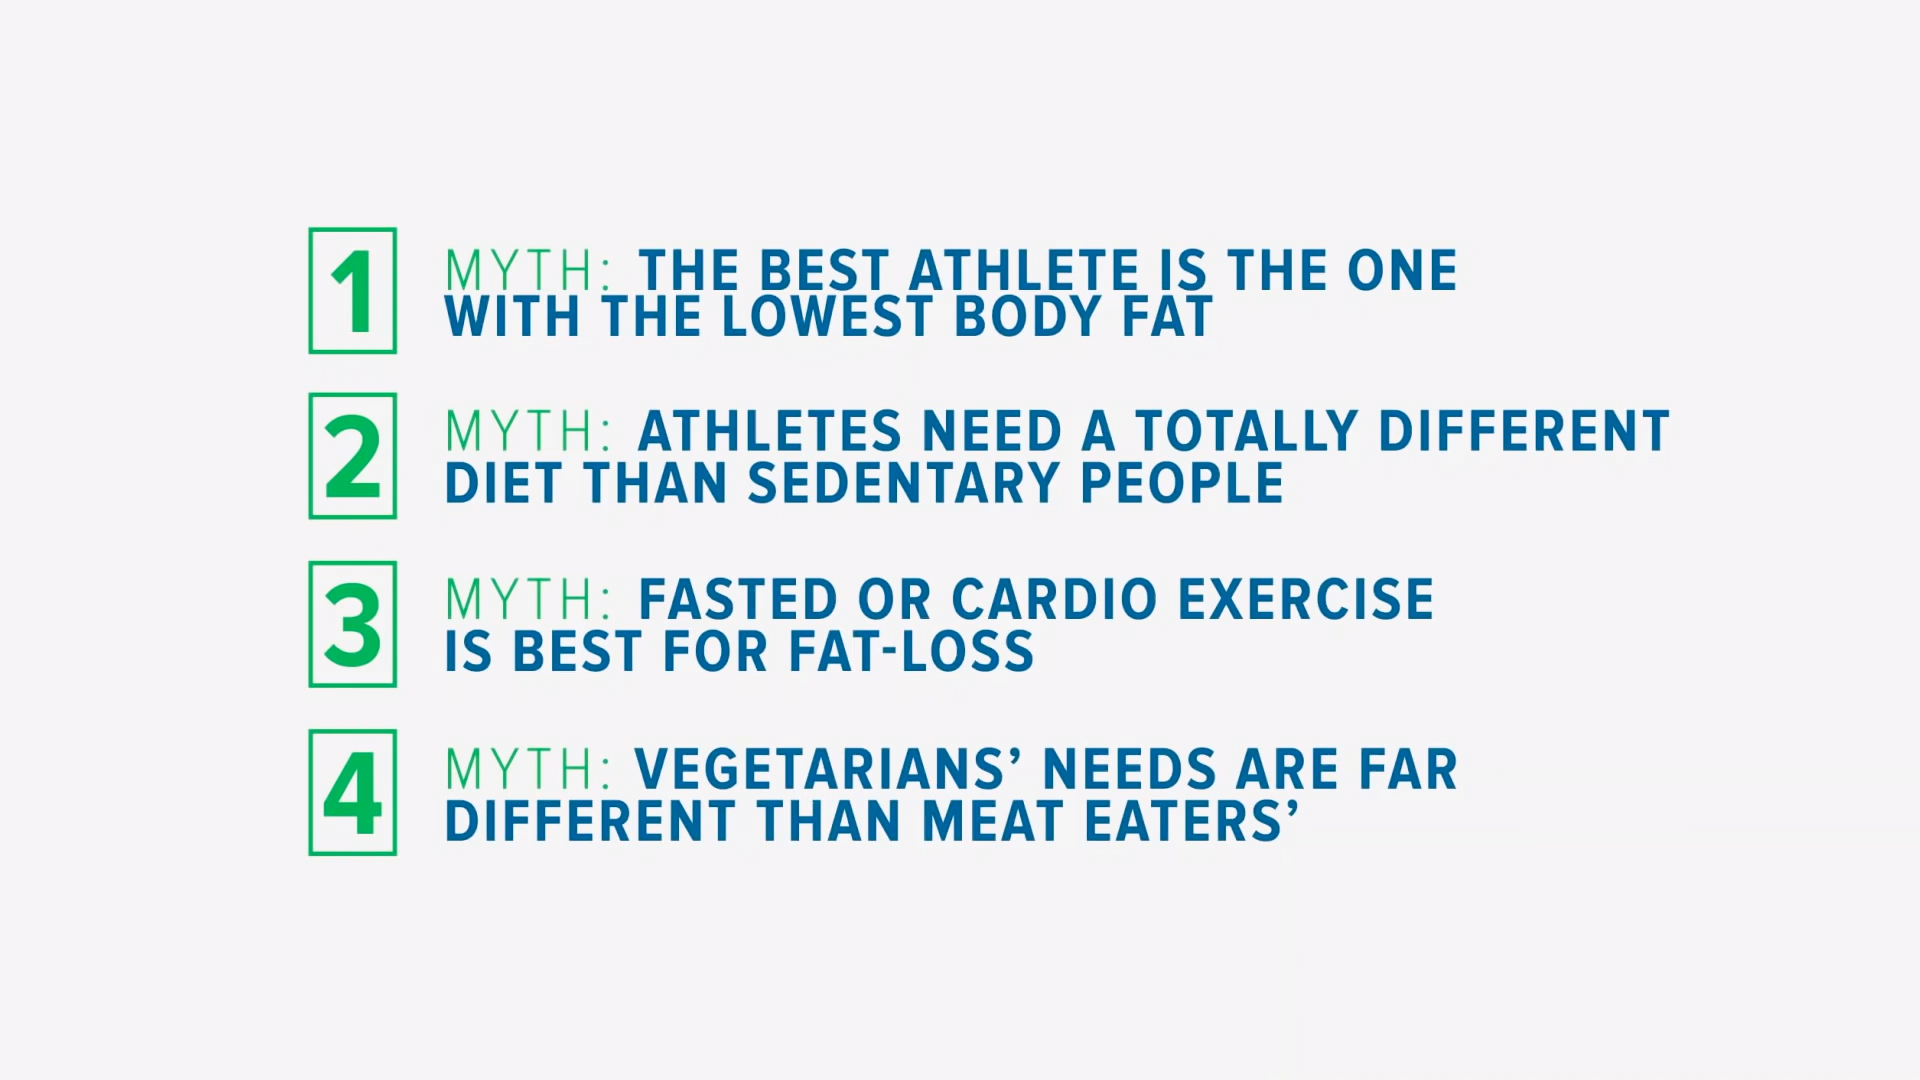 1
MYTH: THE BEST ATHLETE IS THE ONE
WITH THE LOWEST BODY FAT
2
MYTH: ATHLETES NEED A TOTALLY DIFFERENT
DIET THAN SEDENTARY PEOPLE
3
MYTH: FASTED OR CARDIO EXERCISE
IS BEST FOR FAT-LOSS
4
MYTH: VEGETARIANS’ NEEDS ARE FAR
DIFFERENT THAN MEAT EATERS’